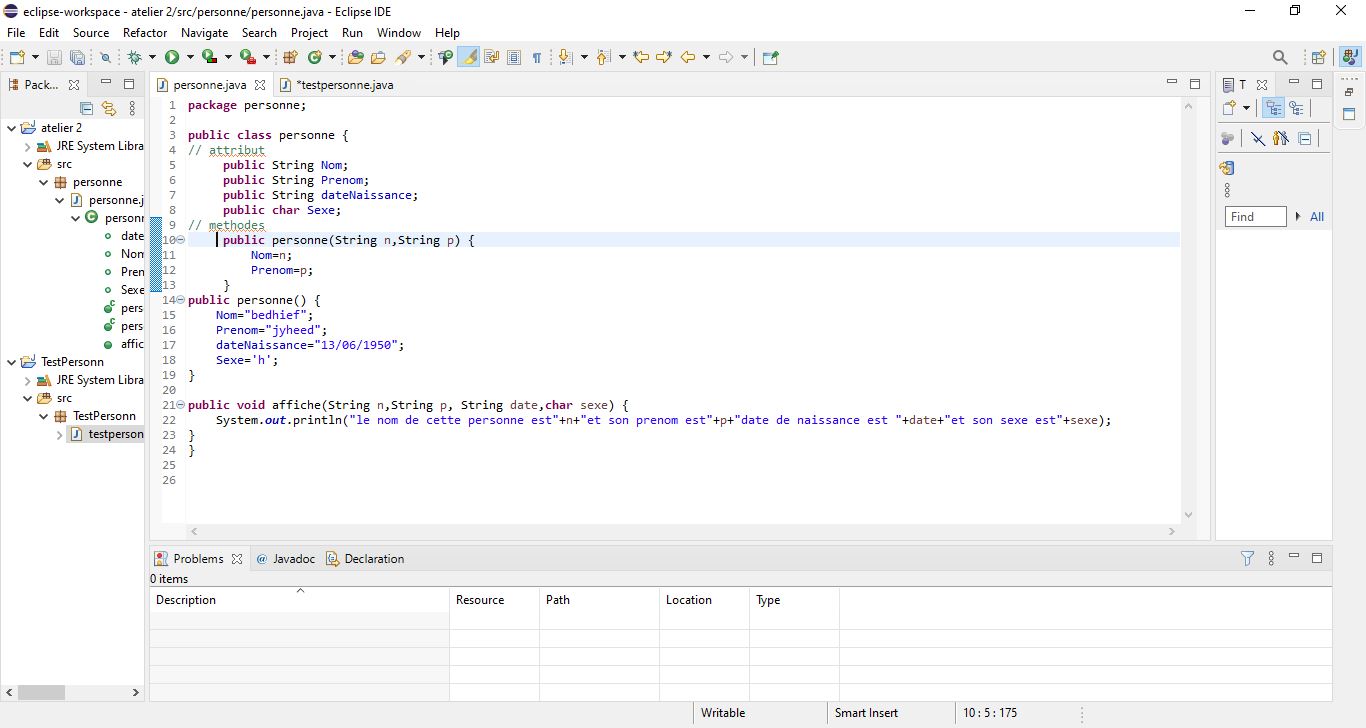 eclipse-workspace - atelier 2/src/personne/personne.java - Eclipse IDE
File Edit Source Refactor Navigate Search Project Run Window Help
Pack...
atelier 2
JRE System Libra
src
personne
personne.j
personn
date
Nom
Pren
Sexe
pers
pers
affic
TestPersonn
JRE System Libra
src
TestPersonn
testperson
personne.java *testpersonne.java
1 package personne;
2
3 public class personne {
4 // attribut
5 public String Nom;
6 public String Prenom;
7 public String dateNaissance;
8 public char Sexe;
9 // methodes
10 public personne(String n,String p) {
11 Nom=n;
12 Prenom=p;
13 }
14 public personne() {
15 Nom="bedhief";
16 Prenom="jyheed";
17 dateNaissance="13/06/1950";
18 Sexe='h';
19 }
20
21 public void affiche(String n,String p, String date,char sexe) {
22 System.out.println("le nom de cette personne est"+n+"et son prenom est"+p+"date de naissance est "+date+"et son sexe est"+sexe);
23 }
24 }
25
26
T
Find All
Problems @ Javadoc Declaration
0 items
Description Resource Path Location Type
Writable Smart Insert 10 : 5 : 175